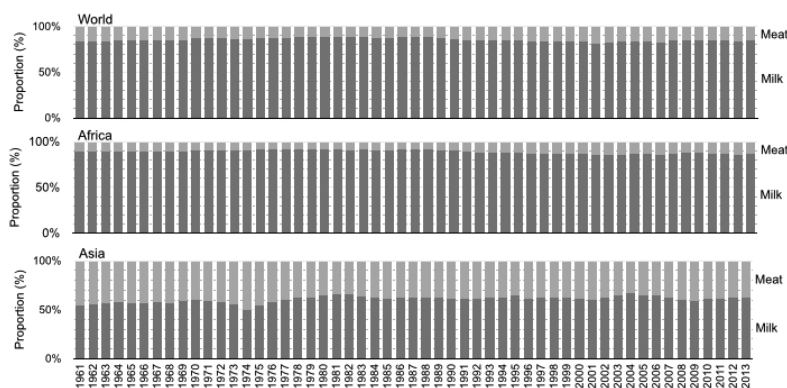 World
100%
Meat
50%
Milk
0%
Proportion (%)
Africa
100%
Meat
50%
Milk
0%
Proportion (%)
Asia
100%
Meat
50%
Milk
0%
Proportion (%)
1961 1962 1963 1964 1965 1966 1967 1968 1969 1970 1971 1972 1973 1974 1975 1976 1977 1978 1979 1980 1981 1982 1983 1984 1985 1986 1987 1988 1989 1990 1991 1992 1993 1994 1995 1996 1997 1998 1999 2000 2001 2002 2003 2004 2005 2006 2007 2008 2009 2010 2011 2012 2013